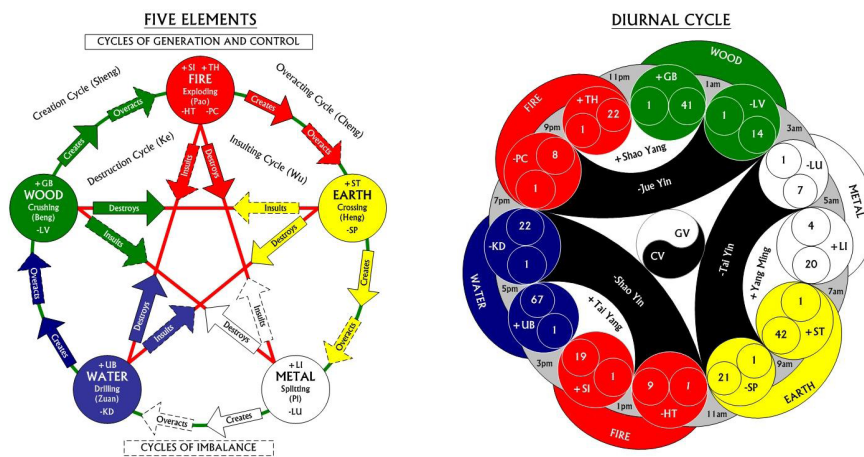 FIVE ELEMENTS
CYCLES OF GENERATION AND CONTROL
Creation Cycle (Sheng)
Overacting Cycle (Cheng)
Destruction Cycle (Ke)
Insulting Cycle (Wu)
+SI +TH
FIRE
Exploding
(Pao)
-HT -PC
Creates
Overacts
Insults
Destroys
Creates
Overacts
+GB
WOOD
Crushing
(Beng)
-LV
Destroys
Insults
Insults
Destroys
+ST
EARTH
Crossing
(Heng)
-SP
Creates
Overacts
Overacts
Creates
Destroys
Insults
Insults
Destroys
+UB
WATER
Drilling
(Zuan)
-KD
+LI
METAL
Splitting
(Pi)
-LU
Overacts
Creates
CYCLES OF IMBALANCE
DIURNAL CYCLE
WOOD
11pm
+GB
1
41
1am
-LV
1
14
3am
FIRE
+TH
22
1
9pm
-PC
8
1
7pm
+Shao Yang
-Jue Yin
-LU
1
7
5am
METAL
4
+LI
20
7am
GV
CV
-KD
22
1
5pm
WATER
67
+UB
1
3pm
-Shao Yin
+Tai Yang
-Tai Yin
+Yang Ming
1
42
+ST
9am
1
21
-SP
EARTH
11am
19
1
+SI
1pm
9
1
-HT
FIRE